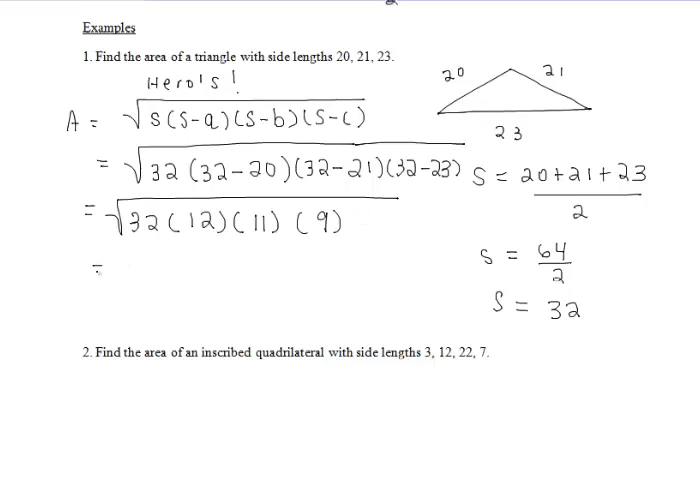 Examples
1. Find the area of a triangle with side lengths 20, 21, 23.
Hero's!
20 21
23
A = √s(s-a)(s-b)(s-c)
= √32(32-20)(32-21)(32-23)
= √32(12)(11)(9)
=
s = 20+21+23
2
s = 64
2
s = 32
2. Find the area of an inscribed quadrilateral with side lengths 3, 12, 22, 7.